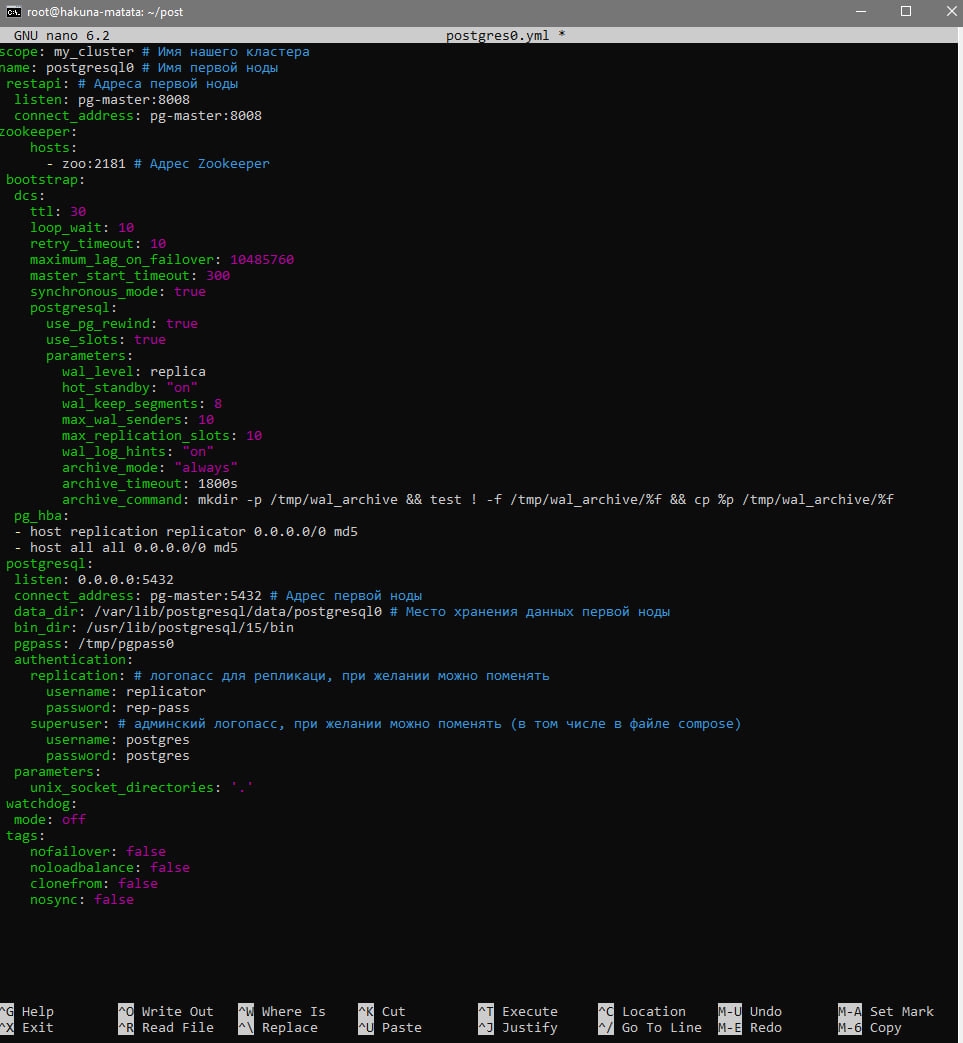 root@hakuna-matata: ~/post
GNU nano 6.2 postgres0.yml *
scope: my_cluster # Имя нашего кластера
name: postgresql0 # Имя первой ноды
restapi: # Адреса первой ноды
listen: pg-master:8008
connect_address: pg-master:8008
zookeeper:
hosts:
- zoo:2181 # Адрес Zookeeper
bootstrap:
dcs:
ttl: 30
loop_wait: 10
retry_timeout: 10
maximum_lag_on_failover: 10485760
master_start_timeout: 300
synchronous_mode: true
postgresql:
use_pg_rewind: true
use_slots: true
parameters:
wal_level: replica
hot_standby: "on"
wal_keep_segments: 8
max_wal_senders: 10
max_replication_slots: 10
wal_log_hints: "on"
archive_mode: "always"
archive_timeout: 1800s
archive_command: mkdir -p /tmp/wal_archive && test ! -f /tmp/wal_archive/%f && cp %p /tmp/wal_archive/%f
pg_hba:
- host replication replicator 0.0.0.0/0 md5
- host all all 0.0.0.0/0 md5
postgresql:
listen: 0.0.0.0:5432
connect_address: pg-master:5432 # Адрес первой ноды
data_dir: /var/lib/postgresql/data/postgresql0 # Место хранения данных первой ноды
bin_dir: /usr/lib/postgresql/15/bin
pgpass: /tmp/pgpass0
authentication:
replication: # логопасс для репликаци, при желании можно поменять
username: replicator
password: rep-pass
superuser: # админский логопасс, при желании можно поменять (в том числе в файле compose)
username: postgres
password: postgres
parameters:
unix_socket_directories: '.'
watchdog:
mode: off
tags:
nofailover: false
noloadbalance: false
clonefrom: false
nosync: false
^G Help ^O Write Out ^W Where Is ^K Cut ^T Execute ^C Location M-U Undo M-A Set Mark
^X Exit ^R Read File ^\ Replace ^U Paste ^J Justify ^/ Go To Line M-E Redo M-6 Copy